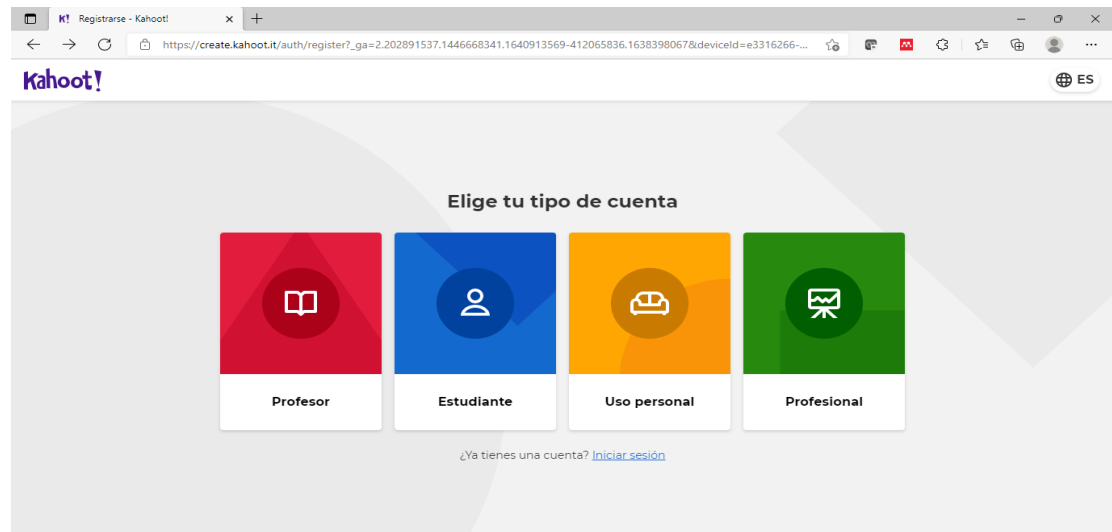 K! Registrarse - Kahoot!
https://create.kahoot.it/auth/register?_ga=2.202891537.1446668341.1640913569-412065836.1638398067&deviceId=e3316266-...
Kahoot!
ES
Elige tu tipo de cuenta
Profesor
Estudiante
Uso personal
Profesional
¿Ya tienes una cuenta? Iniciar sesión